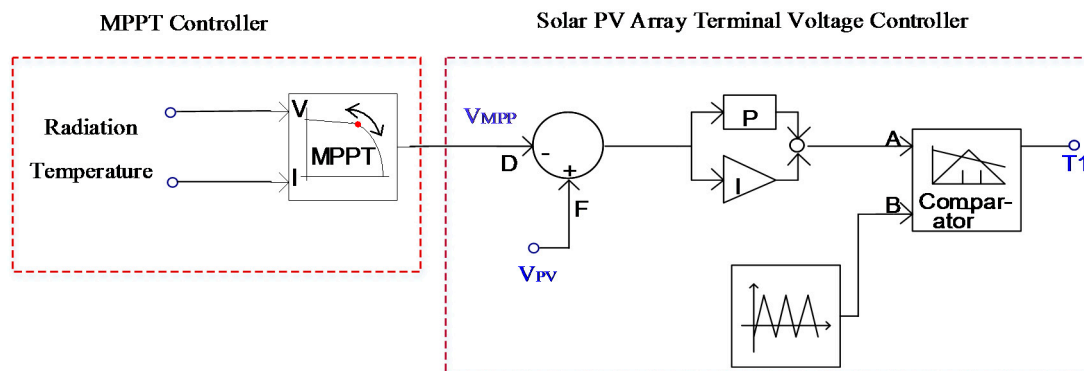 MPPT Controller
Solar PV Array Terminal Voltage Controller
Radiation
Temperature
V
MPPT
I
VMPP
D
-
+
F
VPV
P
I
A
B
Compar-
ator
T1